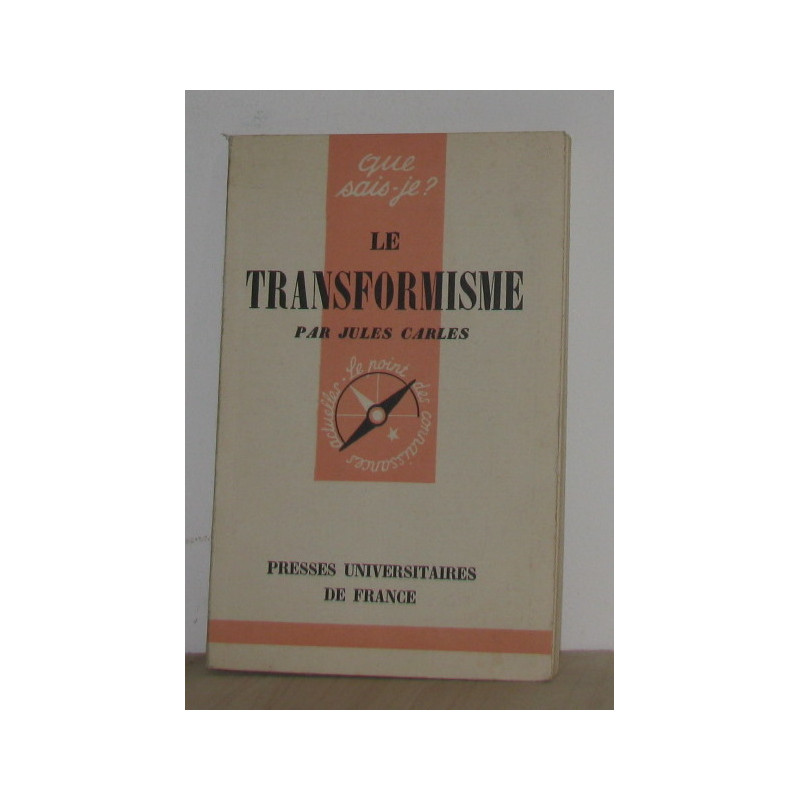 que
sais-je?
LE
TRANSFORMISME
PAR JULES CARLES
Le point des connaissances actuelles
PRESSES UNIVERSITAIRES
DE FRANCE